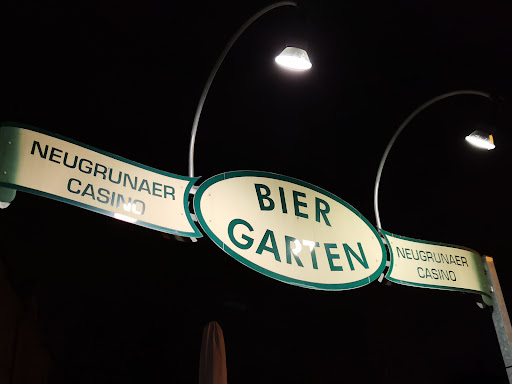 NEUGRUNAER
CASINO
BIER
GARTEN
NEUGRUNAER
CASINO